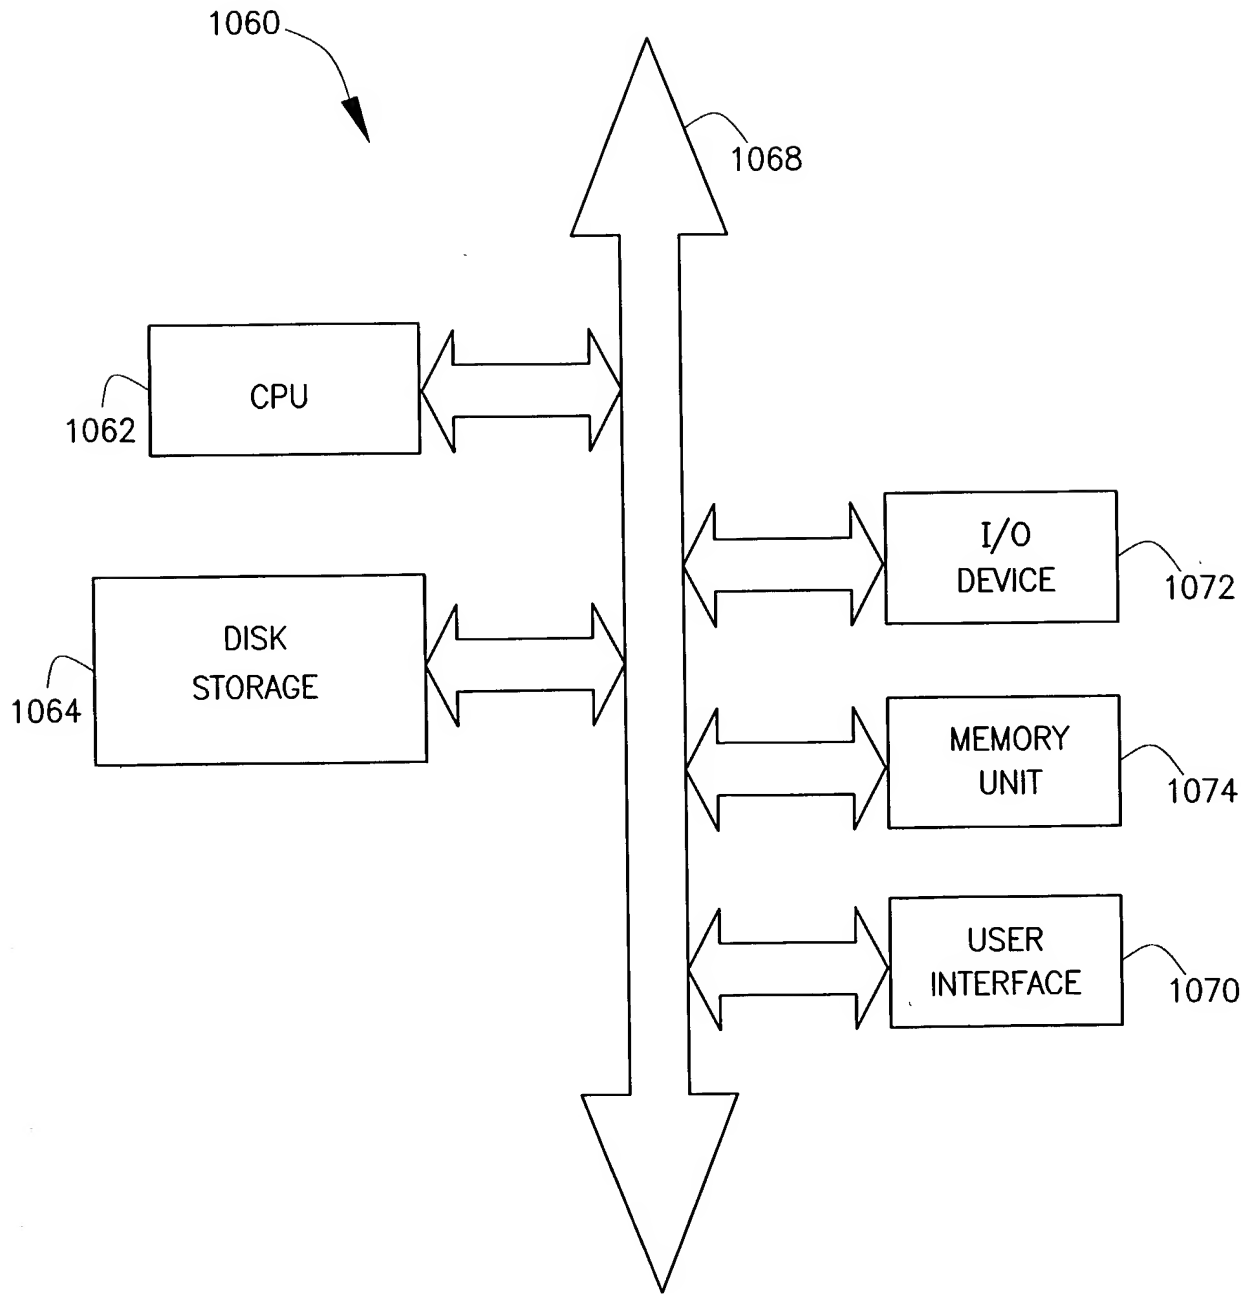 1060
1068
CPU
1062
I/O
DEVICE
1072
DISK
STORAGE
1064
MEMORY
UNIT
1074
USER
INTERFACE
1070